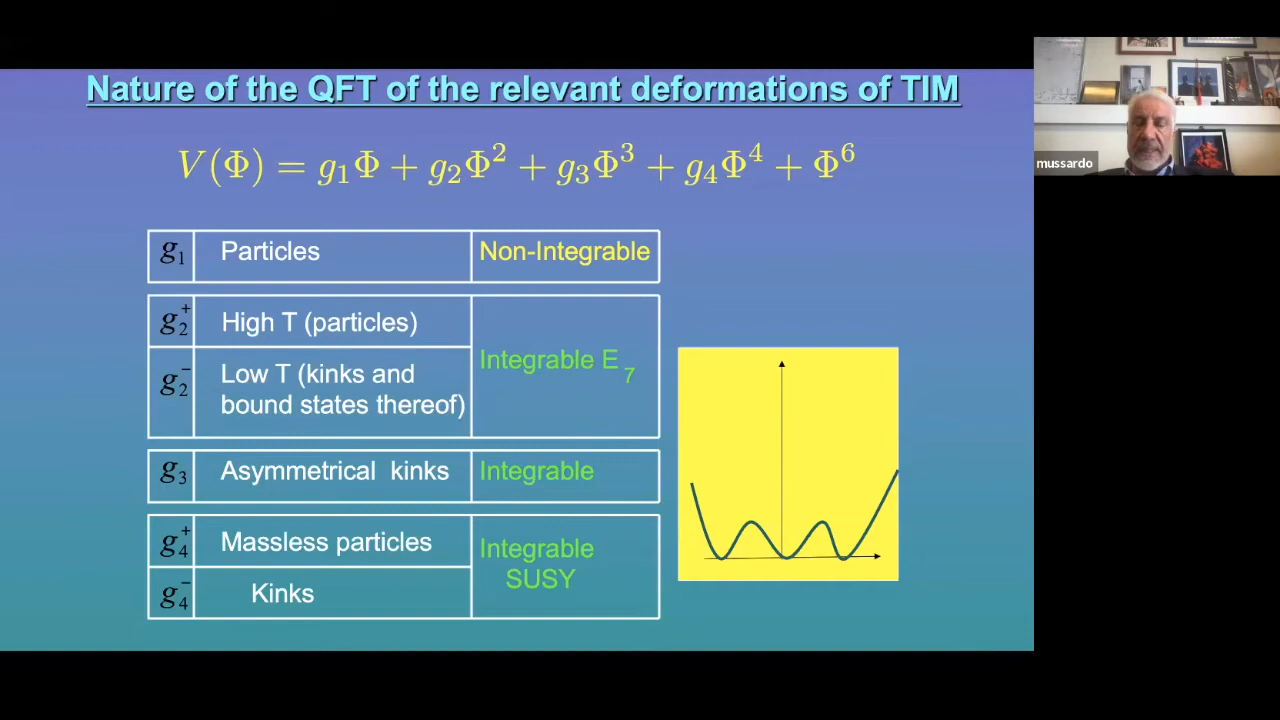 Nature of the QFT of the relevant deformations of TIM
V(Φ) = g₁Φ + g₂Φ² + g₃Φ³ + g₄Φ⁴ + Φ⁶
mussardo
g₁ Particles Non-Integrable
g₂⁺ High T (particles)
Integrable E₇
g₂⁻ Low T (kinks and
bound states thereof)
g₃ Asymmetrical kinks Integrable
g₄⁺ Massless particles
Integrable
SUSY
g₄⁻ Kinks